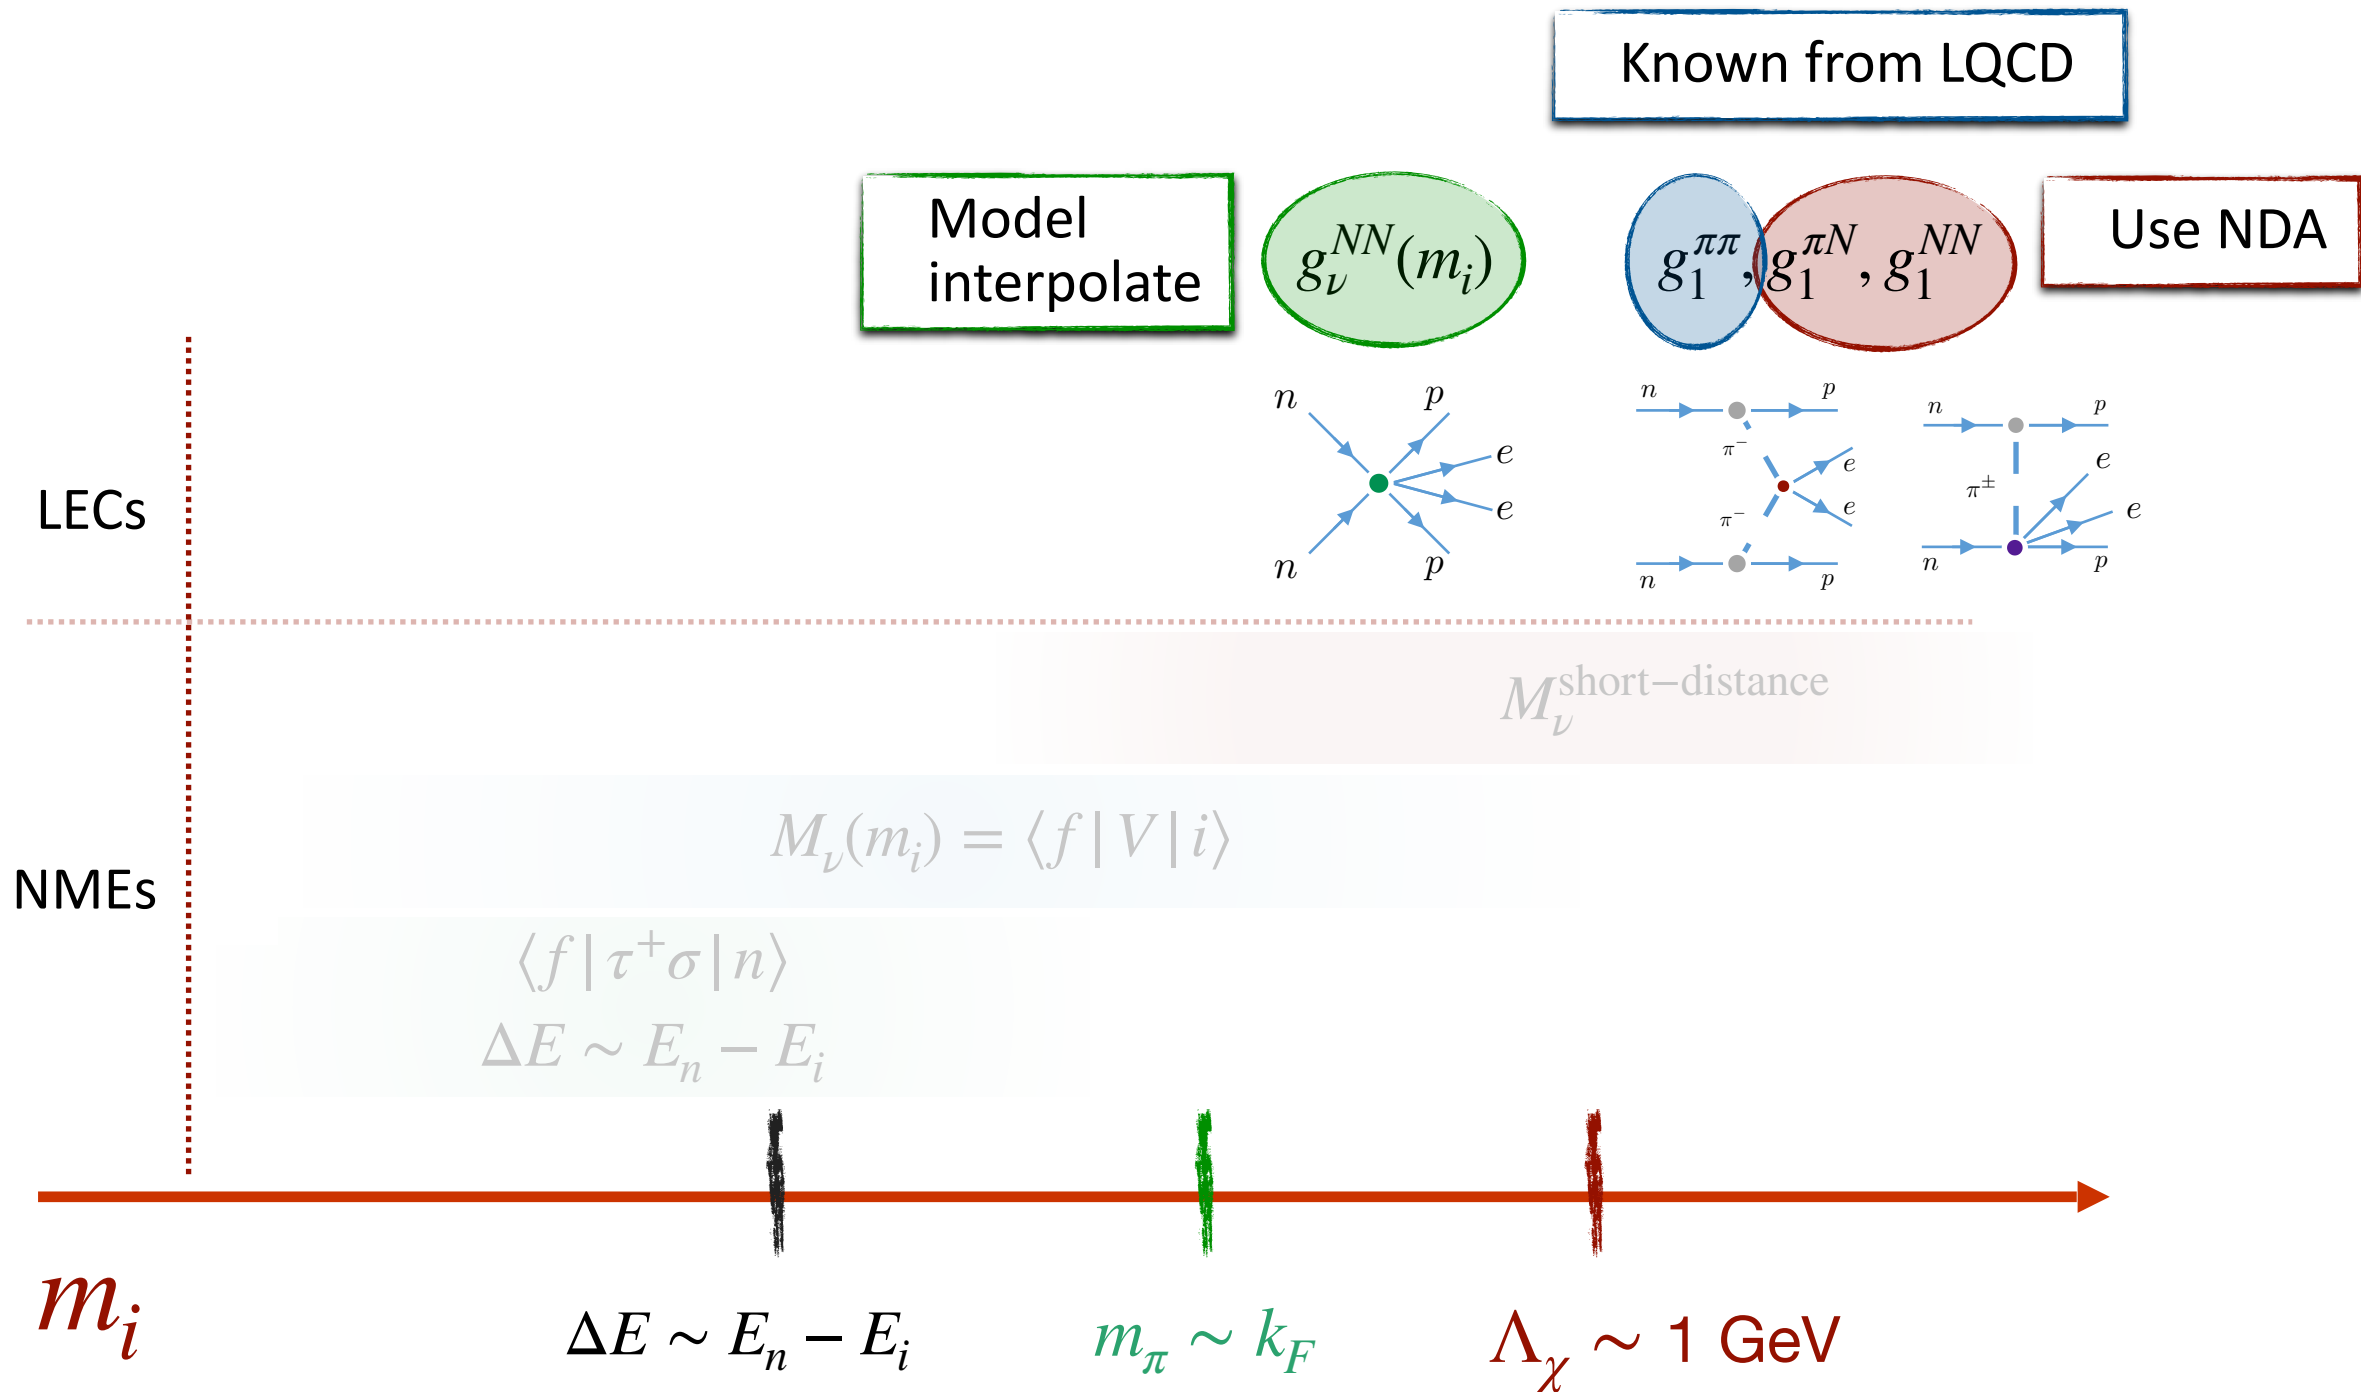 Known from LQCD
Model
interpolate
g_ν^{NN}(m_i)
g_1^{ππ}, g_1^{πN}, g_1^{NN}
Use NDA
n p e e n p
n p π⁻ e e π⁻ n p
n p π^± e e n p
LECs
M_ν^{short−distance}
M_ν(m_i) = ⟨f | V | i⟩
NMEs
⟨f | τ⁺σ | n⟩
ΔE ∼ E_n − E_i
m_i
ΔE ∼ E_n − E_i
m_π ∼ k_F
Λ_χ ∼ 1 GeV